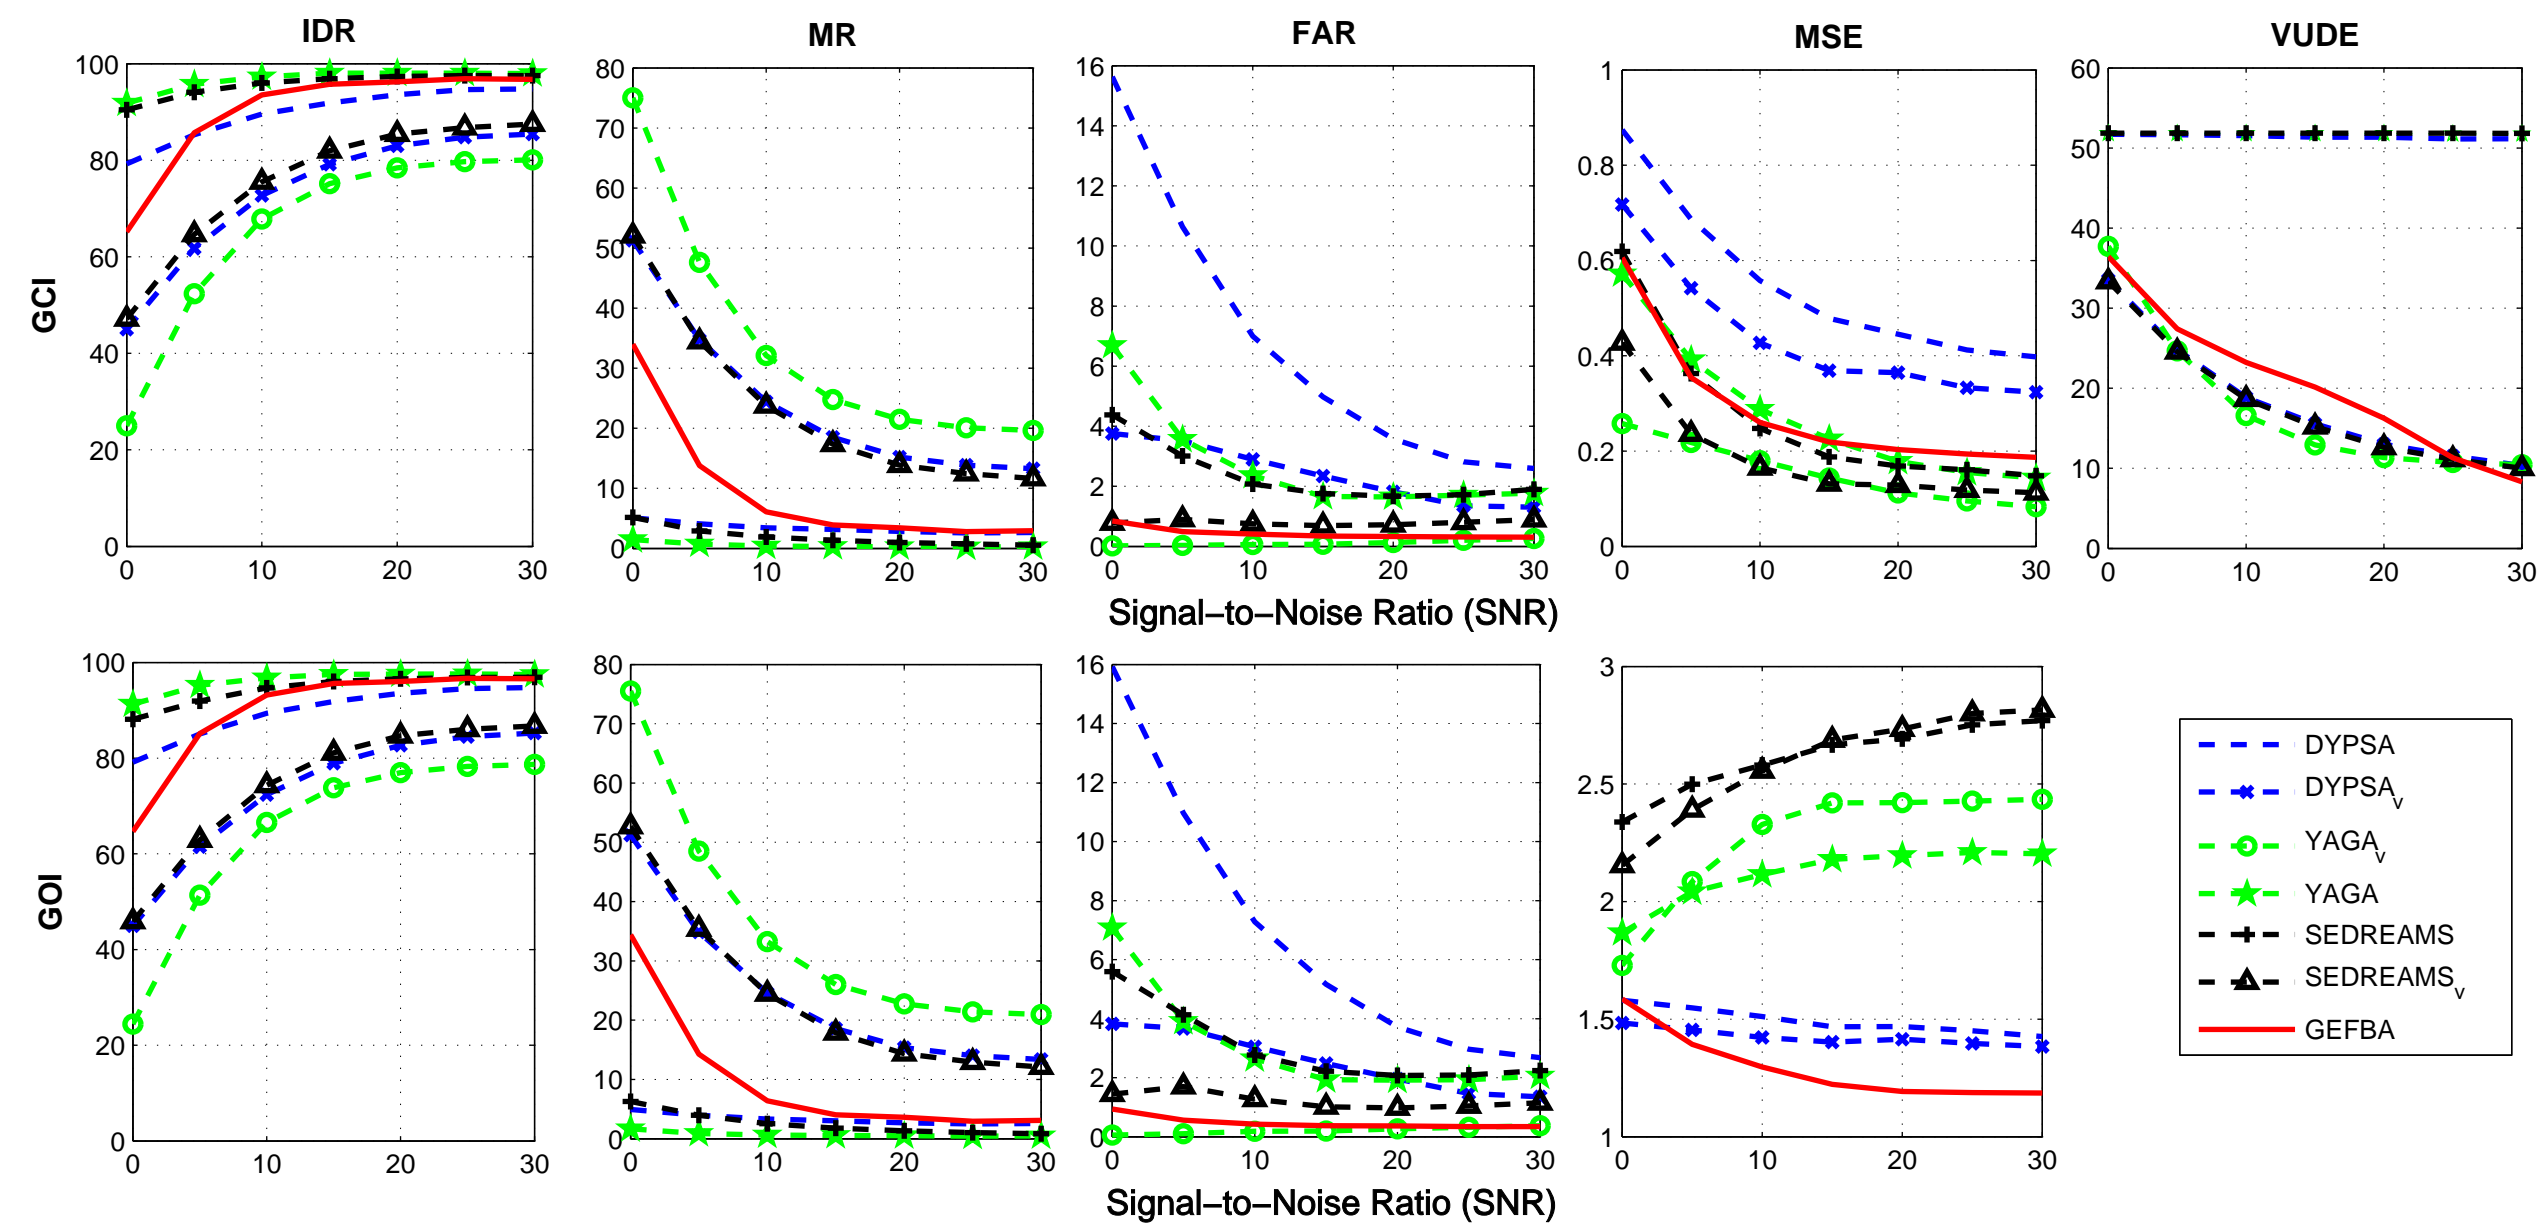 IDR MR FAR MSE VUDE
GCI
100 80 60 40 20 0
0 10 20 30
80 70 60 50 40 30 20 10 0
0 10 20 30
16 14 12 10 8 6 4 2 0
0 10 20 30
1 0.8 0.6 0.4 0.2 0
0 10 20 30
60 50 40 30 20 10 0
0 10 20 30
Signal−to−Noise Ratio (SNR)
GOI
100 80 60 40 20 0
0 10 20 30
80 70 60 50 40 30 20 10 0
0 10 20 30
16 14 12 10 8 6 4 2 0
0 10 20 30
3 2.5 2 1.5 1
0 10 20 30
Signal−to−Noise Ratio (SNR)
DYPSA
DYPSAv
YAGAv
YAGA
SEDREAMS
SEDREAMSv
GEFBA